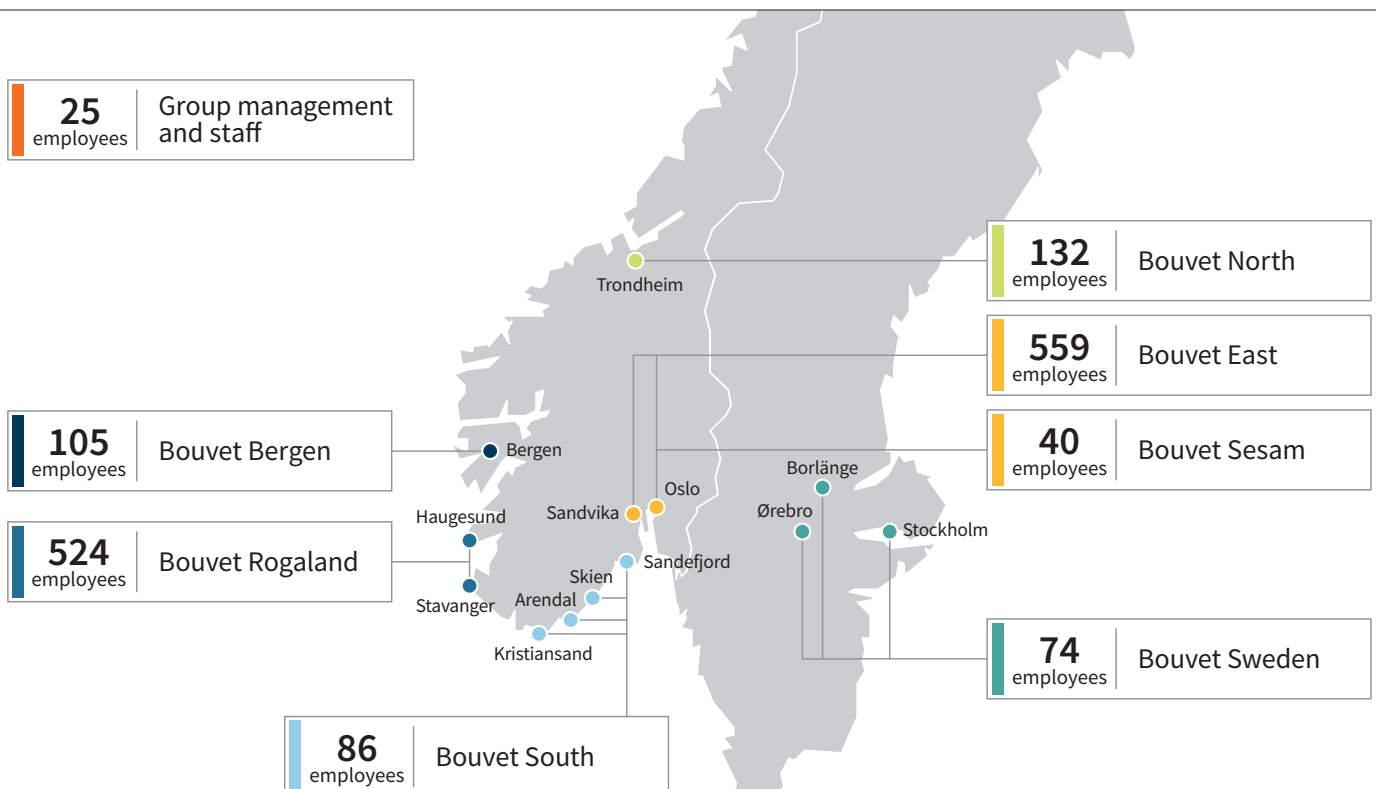 25
employees
Group management
and staff
Trondheim
132
employees
Bouvet North
559
employees
Bouvet East
105
employees
Bouvet Bergen
Bergen
40
employees
Bouvet Sesam
Borlänge
Oslo
Ørebro
Sandvika
Haugesund
Stockholm
524
employees
Bouvet Rogaland
Sandefjord
Skien
Arendal
Stavanger
Kristiansand
74
employees
Bouvet Sweden
86
employees
Bouvet South